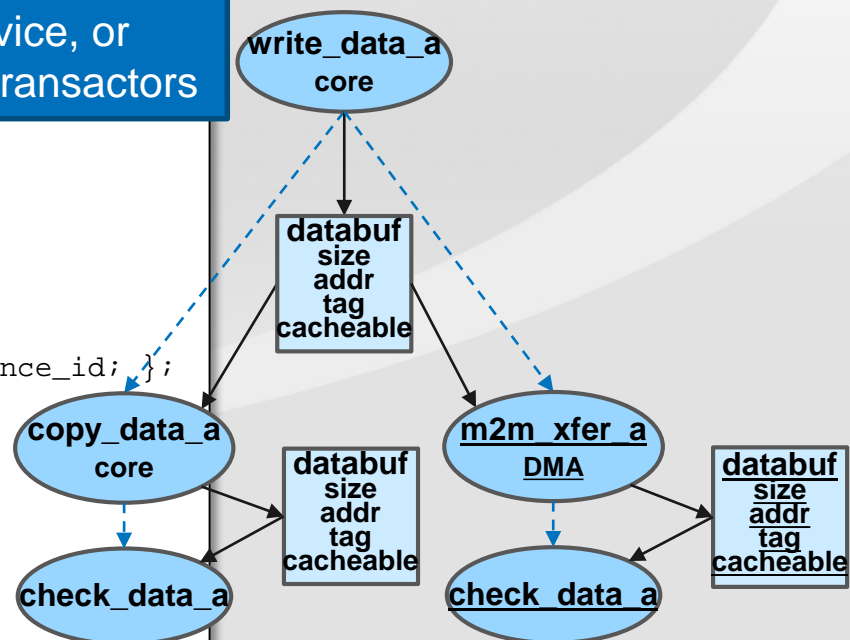 vice, or
ransactors
write_data_a
core
databuf
size
addr
tag
cacheable
nce_id; };
copy_data_a
core
m2m_xfer_a
DMA
databuf
size
addr
tag
cacheable
databuf
size
addr
tag
cacheable
check_data_a
check_data_a